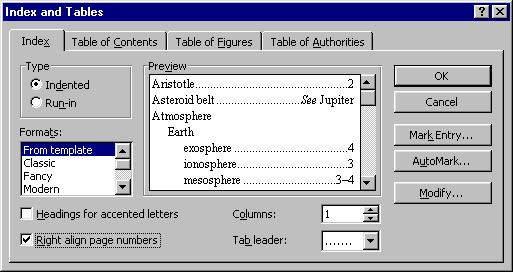 Index and Tables
Index
Table of Contents
Table of Figures
Table of Authorities
Type
Indented
Run-in
Formats:
From template
Classic
Fancy
Modern
Preview
Aristotle...............................................2
Asteroid belt............................See Jupiter
Atmosphere
Earth
exosphere...................................4
ionosphere..................................3
mesosphere..............................3–4
OK
Cancel
Mark Entry...
AutoMark...
Modify...
Headings for accented letters
Right align page numbers
Columns:
1
Tab leader:
.......